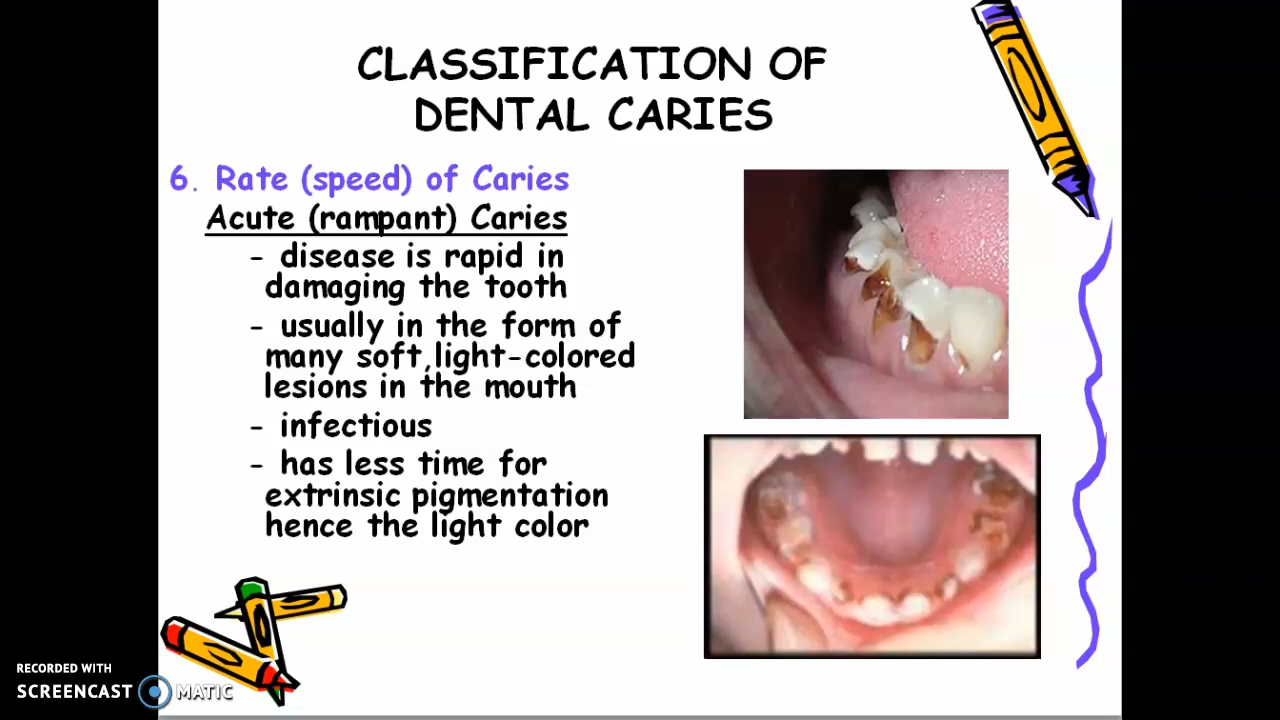 CLASSIFICATION OF
DENTAL CARIES
6. Rate (speed) of Caries
Acute (rampant) Caries
- disease is rapid in
damaging the tooth
- usually in the form of
many soft,light-colored
lesions in the mouth
- infectious
- has less time for
extrinsic pigmentation
hence the light color
RECORDED WITH
SCREENCAST MATIC